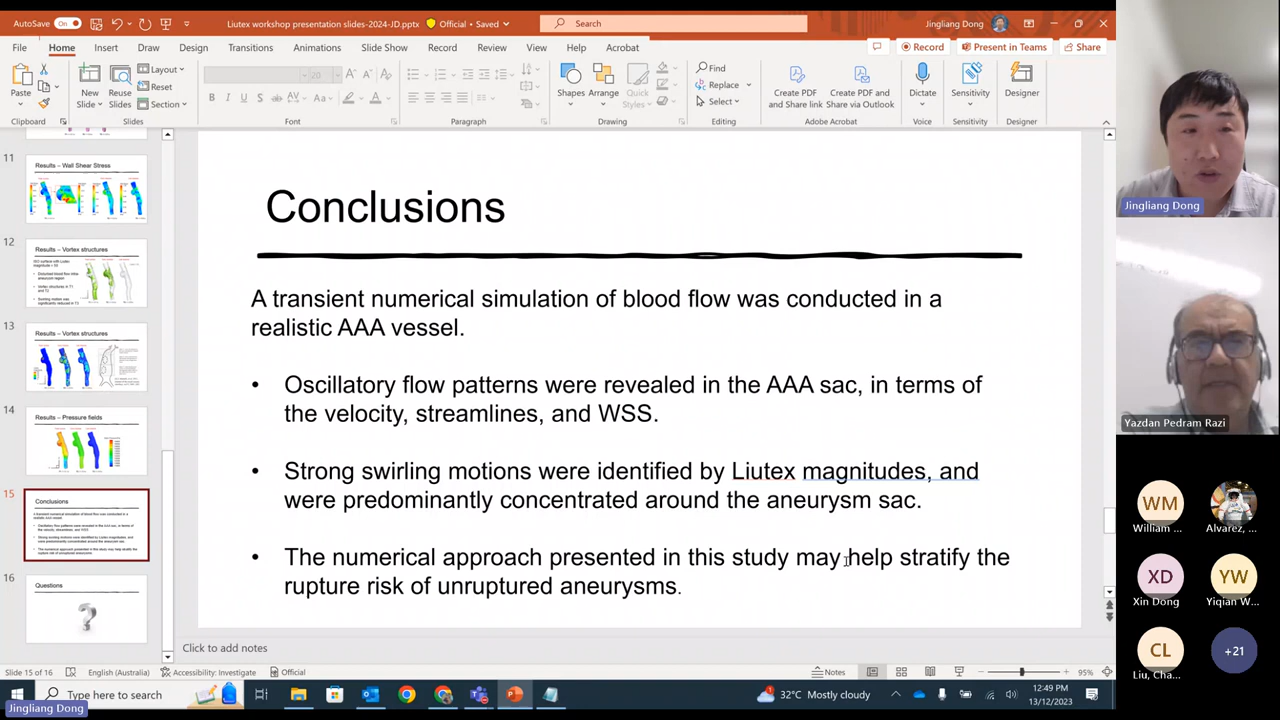 AutoSave On Liutex workshop presentation slides-2024-JD.pptx Official • Saved Search Jingliang Dong
File Home Insert Draw Design Transitions Animations Slide Show Record Review View Help Acrobat Record Present in Teams Share
Paste New Slide Reuse Slides Layout Reset Section 20 Shapes Arrange Quick Styles Find Replace Select Create PDF and Share link Create PDF and Share via Outlook Dictate Sensitivity Designer
Clipboard Slides Font Paragraph Drawing Editing Adobe Acrobat Voice Sensitivity Designer
11
Results – Wall Shear Stress
12
Results – Vortex structures
13
Results – Vortex structures
14
Results – Pressure fields
15
Conclusions
16
Questions
?
Conclusions
A transient numerical simulation of blood flow was conducted in a
realistic AAA vessel.
• Oscillatory flow patterns were revealed in the AAA sac, in terms of
the velocity, streamlines, and WSS.
• Strong swirling motions were identified by Liutex magnitudes, and
were predominantly concentrated around the aneurysm sac.
• The numerical approach presented in this study may help stratify the
rupture risk of unruptured aneurysms.
Click to add notes
Slide 15 of 16 English (Australia) Accessibility: Investigate Official Notes 95%
Type here to search 32°C Mostly cloudy 12:49 PM
13/12/2023
Jingliang Dong
Jingliang Dong
Yazdan Pedram Razi
WM
William ... Alvarez, ...
XD YW
Xin Dong Yiqian W...
CL +21
Liu, Cha...